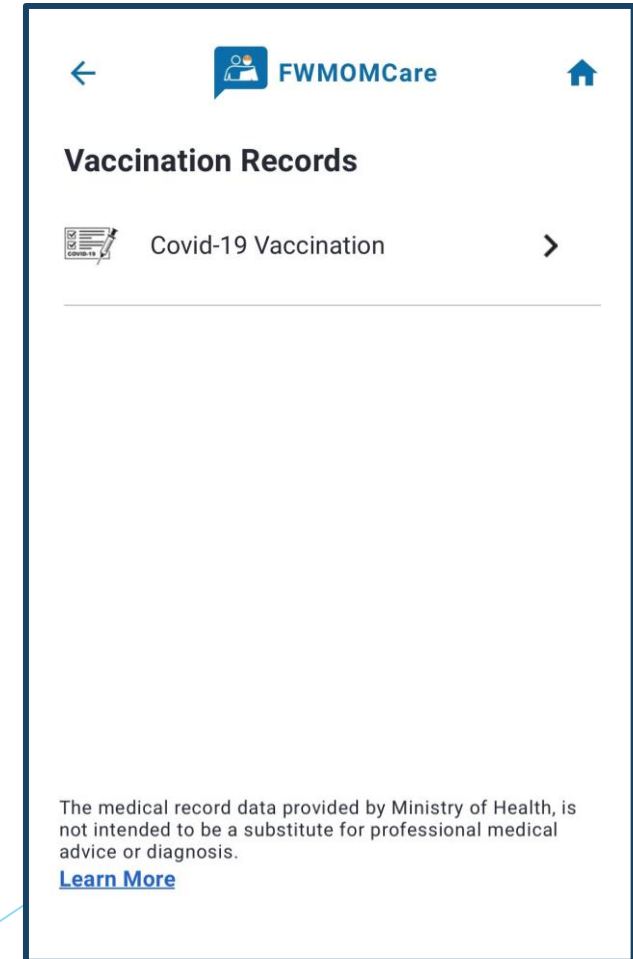 FWMOMCare
Vaccination Records
COVID-19
Covid-19 Vaccination
The medical record data provided by Ministry of Health, is
not intended to be a substitute for professional medical
advice or diagnosis.
Learn More